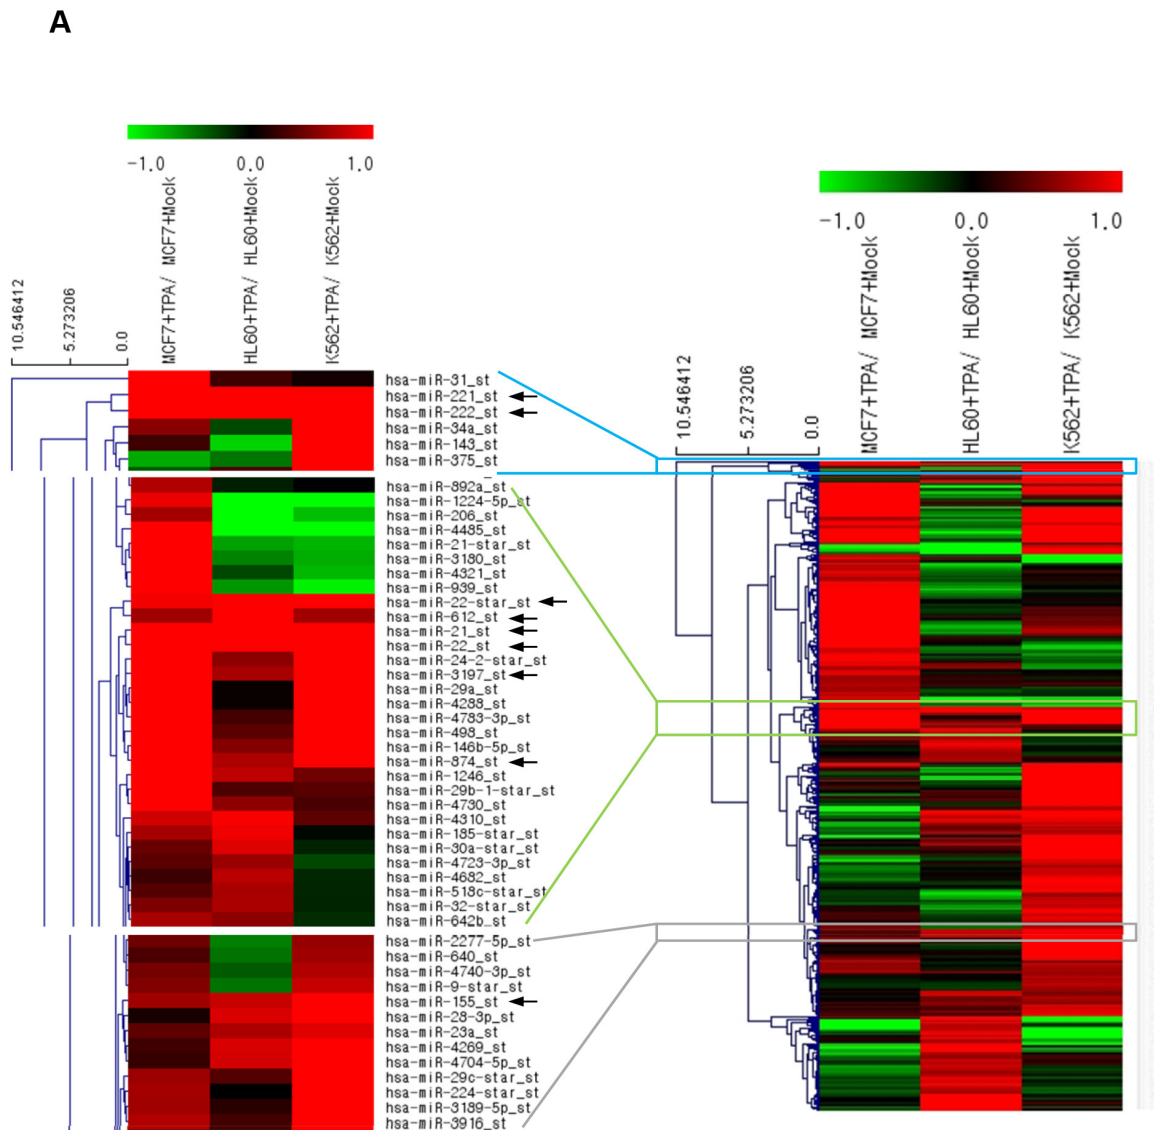 A
-1.0 0.0 1.0
10.546412
5.273206
0.0
MCF7+TPA/ MCF7+Mock
HL60+TPA/ HL60+Mock
K562+TPA/ K562+Mock
hsa-miR-31_st
hsa-miR-221_st
hsa-miR-222_st
hsa-miR-34a_st
hsa-miR-143_st
hsa-miR-375_st
hsa-miR-892a_st
hsa-miR-1224-5p_st
hsa-miR-206_st
hsa-miR-4485_st
hsa-miR-21-star_st
hsa-miR-3180_st
hsa-miR-4321_st
hsa-miR-939_st
hsa-miR-22-star_st
hsa-miR-612_st
hsa-miR-21_st
hsa-miR-22_st
hsa-miR-24-2-star_st
hsa-miR-3197_st
hsa-miR-29a_st
hsa-miR-4288_st
hsa-miR-4783-3p_st
hsa-miR-498_st
hsa-miR-146b-5p_st
hsa-miR-874_st
hsa-miR-1246_st
hsa-miR-29b-1-star_st
hsa-miR-4730_st
hsa-miR-4310_st
hsa-miR-185-star_st
hsa-miR-30a-star_st
hsa-miR-4723-3p_st
hsa-miR-4682_st
hsa-miR-518c-star_st
hsa-miR-32-star_st
hsa-miR-642b_st
hsa-miR-2277-5p_st
hsa-miR-640_st
hsa-miR-4740-3p_st
hsa-miR-9-star_st
hsa-miR-155_st
hsa-miR-28-3p_st
hsa-miR-23a_st
hsa-miR-4269_st
hsa-miR-4704-5p_st
hsa-miR-29c-star_st
hsa-miR-224-star_st
hsa-miR-3189-5p_st
hsa-miR-3916_st
-1.0 0.0 1.0
10.546412
5.273206
0.0
MCF7+TPA/ MCF7+Mock
HL60+TPA/ HL60+Mock
K562+TPA/ K562+Mock